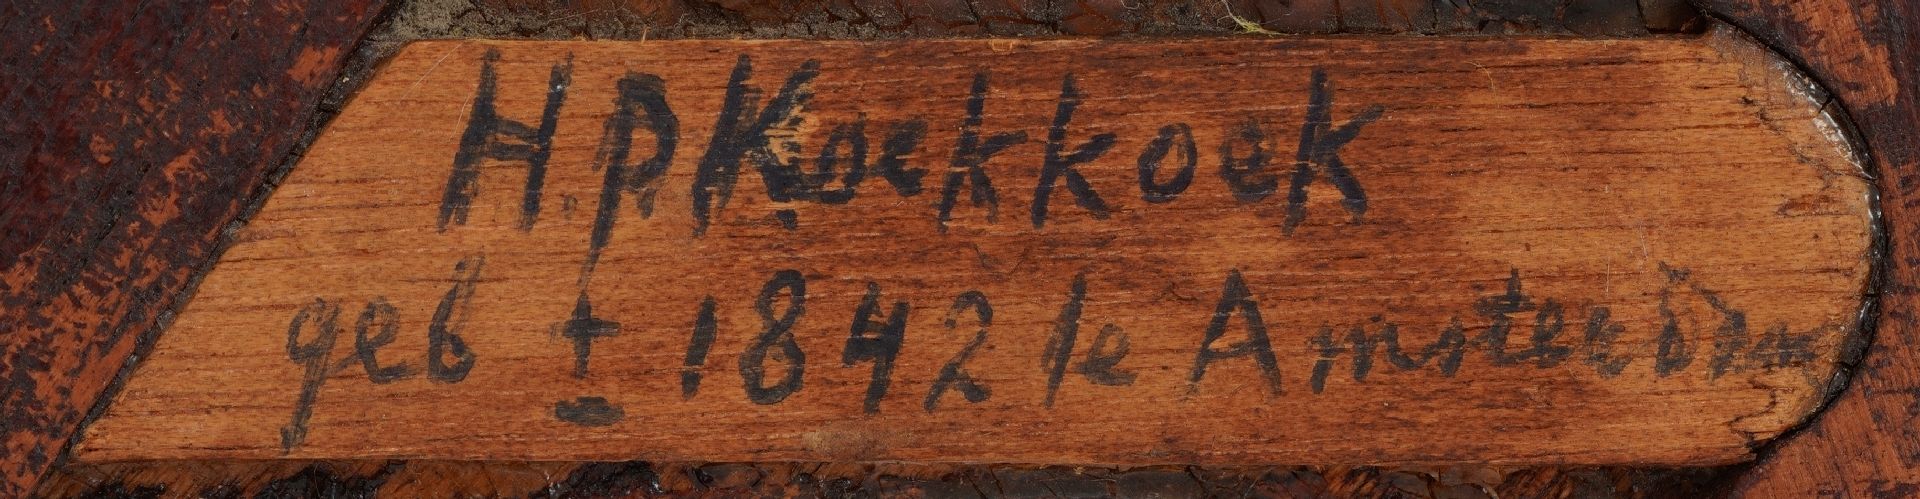 H.P. Koekkoek
geb ± 1842 te Amsterdam